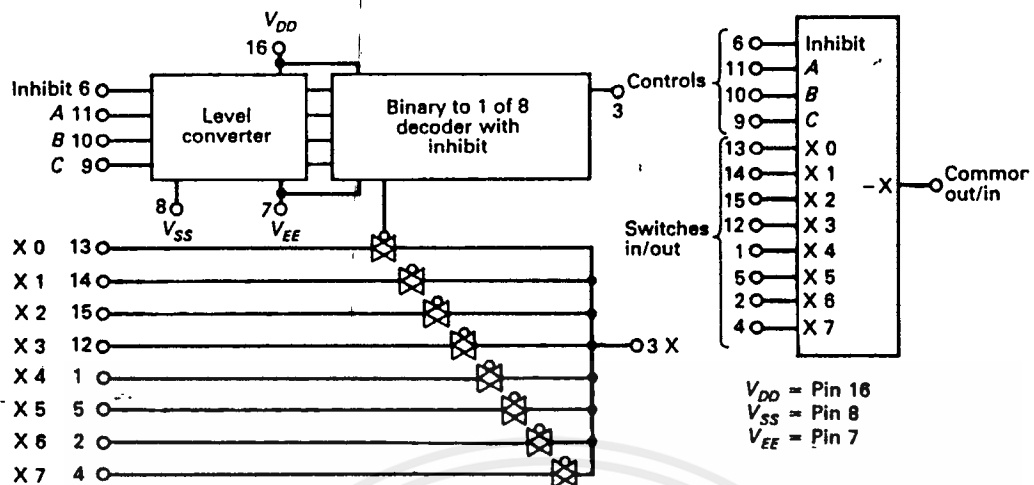 V_DD
16
Inhibit 6
A 11
B 10
C 9
Level converter
Binary to 1 of 8 decoder with inhibit
3
8
V_SS
7
V_EE
X 0 13
X 1 14
X 2 15
X 3 12
X 4 1
X 5 5
X 6 2
X 7 4
3 X
Controls
6 Inhibit
11 A
10 B
9 C
Switches in/out
13 X 0
14 X 1
15 X 2
12 X 3
1 X 4
5 X 5
2 X 6
4 X 7
–X
Common out/in
V_DD = Pin 16
V_SS = Pin 8
V_EE = Pin 7